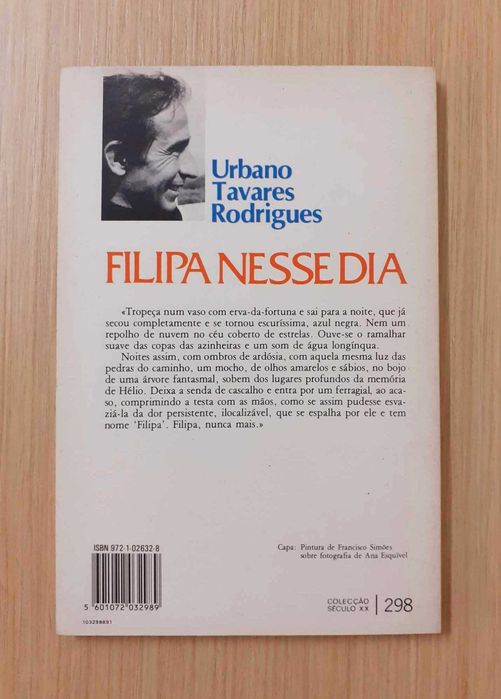 Urbano
Tavares
Rodrigues
FILIPA NESSE DIA
«Tropeça num vaso com erva-da-fortuna e sai para a noite, que já
secou completamente e se tornou escuríssima, azul negra. Nem um
repolho de nuvem no céu coberto de estrelas. Ouve-se o ramalhar
suave das copas das azinheiras e um som de água longínqua.
Noites assim, com ombros de ardósia, com aquela mesma luz das
pedras do caminho, um mocho, de olhos amarelos e sábios, no bojo
de uma árvore fantasmal, sobem dos lugares profundos da memória
de Hélio. Deixa a senda de cascalho e entra por um ferragial, ao aca-
so, comprimindo a testa com as mãos, como se assim pudesse esva-
ziá-la da dor persistente, ilocalizável, que se espalha por ele e tem
nome 'Filipa'. Filipa, nunca mais.»
ISBN 972-1-02632-8
5 601072 032989
103298891
Capa: Pintura de Francisco Simões
sobre fotografia de Ana Esquível
COLECÇÃO
SÉCULO XX
298